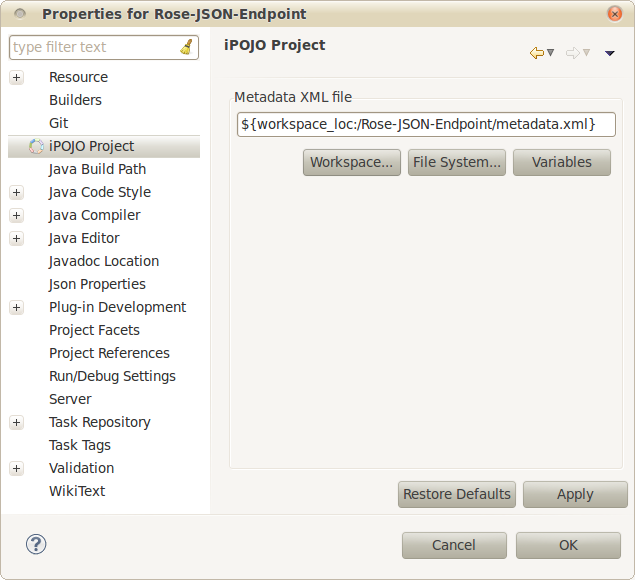 Properties for Rose-JSON-Endpoint
type filter text
Resource
Builders
Git
iPOJO Project
Java Build Path
Java Code Style
Java Compiler
Java Editor
Javadoc Location
Json Properties
Plug-in Development
Project Facets
Project References
Run/Debug Settings
Server
Task Repository
Task Tags
Validation
WikiText
iPOJO Project
Metadata XML file
${workspace_loc:/Rose-JSON-Endpoint/metadata.xml}
Workspace... File System... Variables
Restore Defaults Apply
? Cancel OK